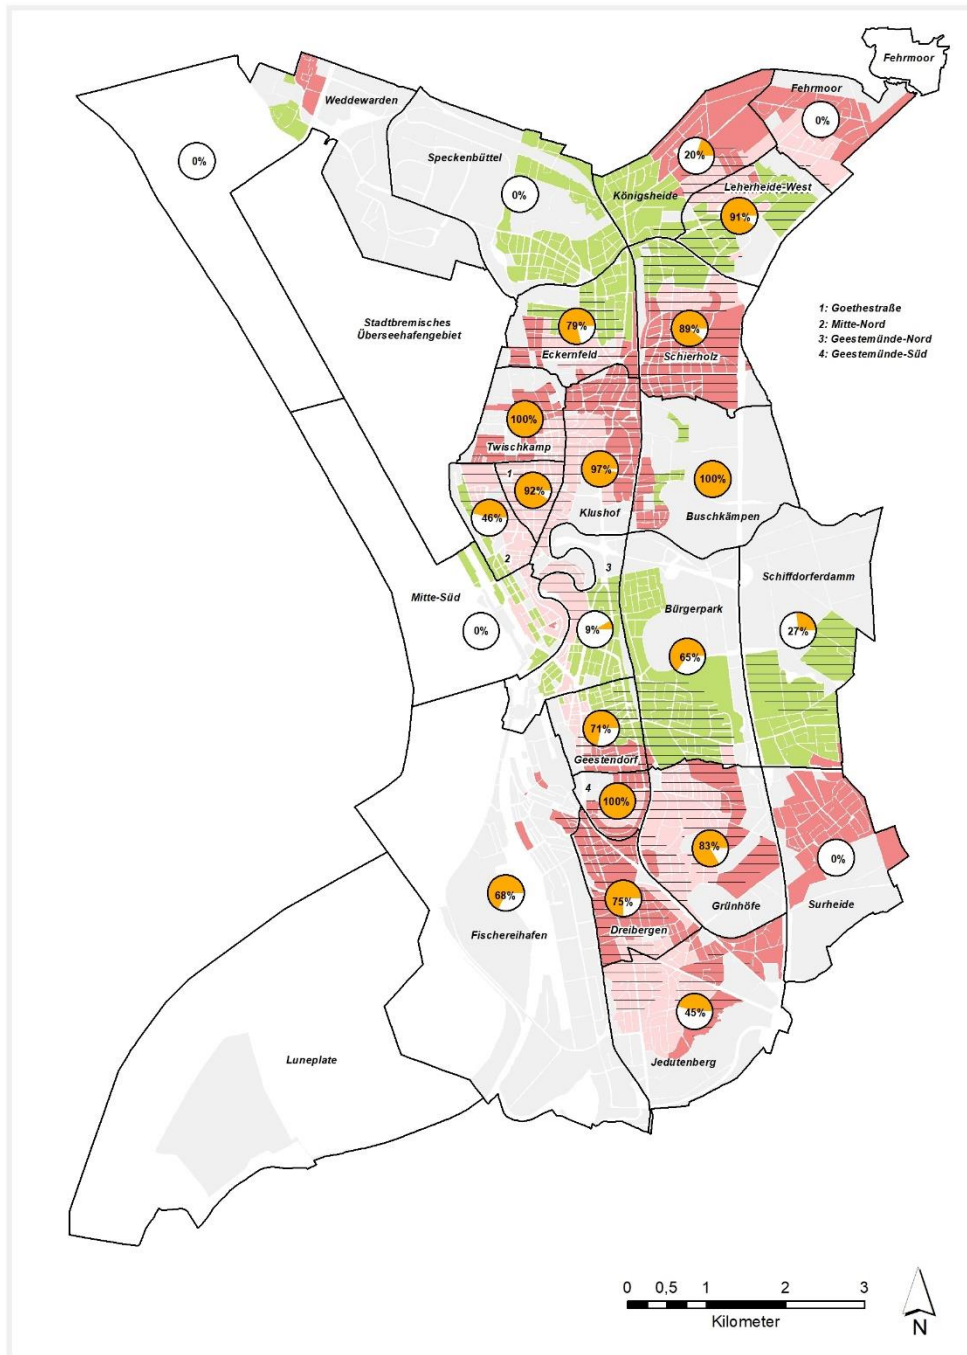 Fehrmoor
Fehrmoor
0%
Weddewarden
Speckenbüttel
0%
0%
20%
Königsheide
Leherheide-West
91%
1: Goethestraße
2: Mitte-Nord
3: Geestemünde-Nord
4: Geestemünde-Süd
Stadtbremisches
Überseehafengebiet
79%
Eckernfeld
89%
Schierholz
100%
Twischkamp
1
92%
97%
Klushof
100%
Buschkämpen
46%
2
3
Mitte-Süd
0%
9%
Bürgerpark
65%
Schiffdorferdamm
27%
71%
Geestendorf
4
100%
83%
Grünhöfe
0%
Surheide
68%
Fischereihafen
75%
Dreibergen
45%
Jedutenberg
Luneplate
0 0,5 1 2 3
Kilometer
N